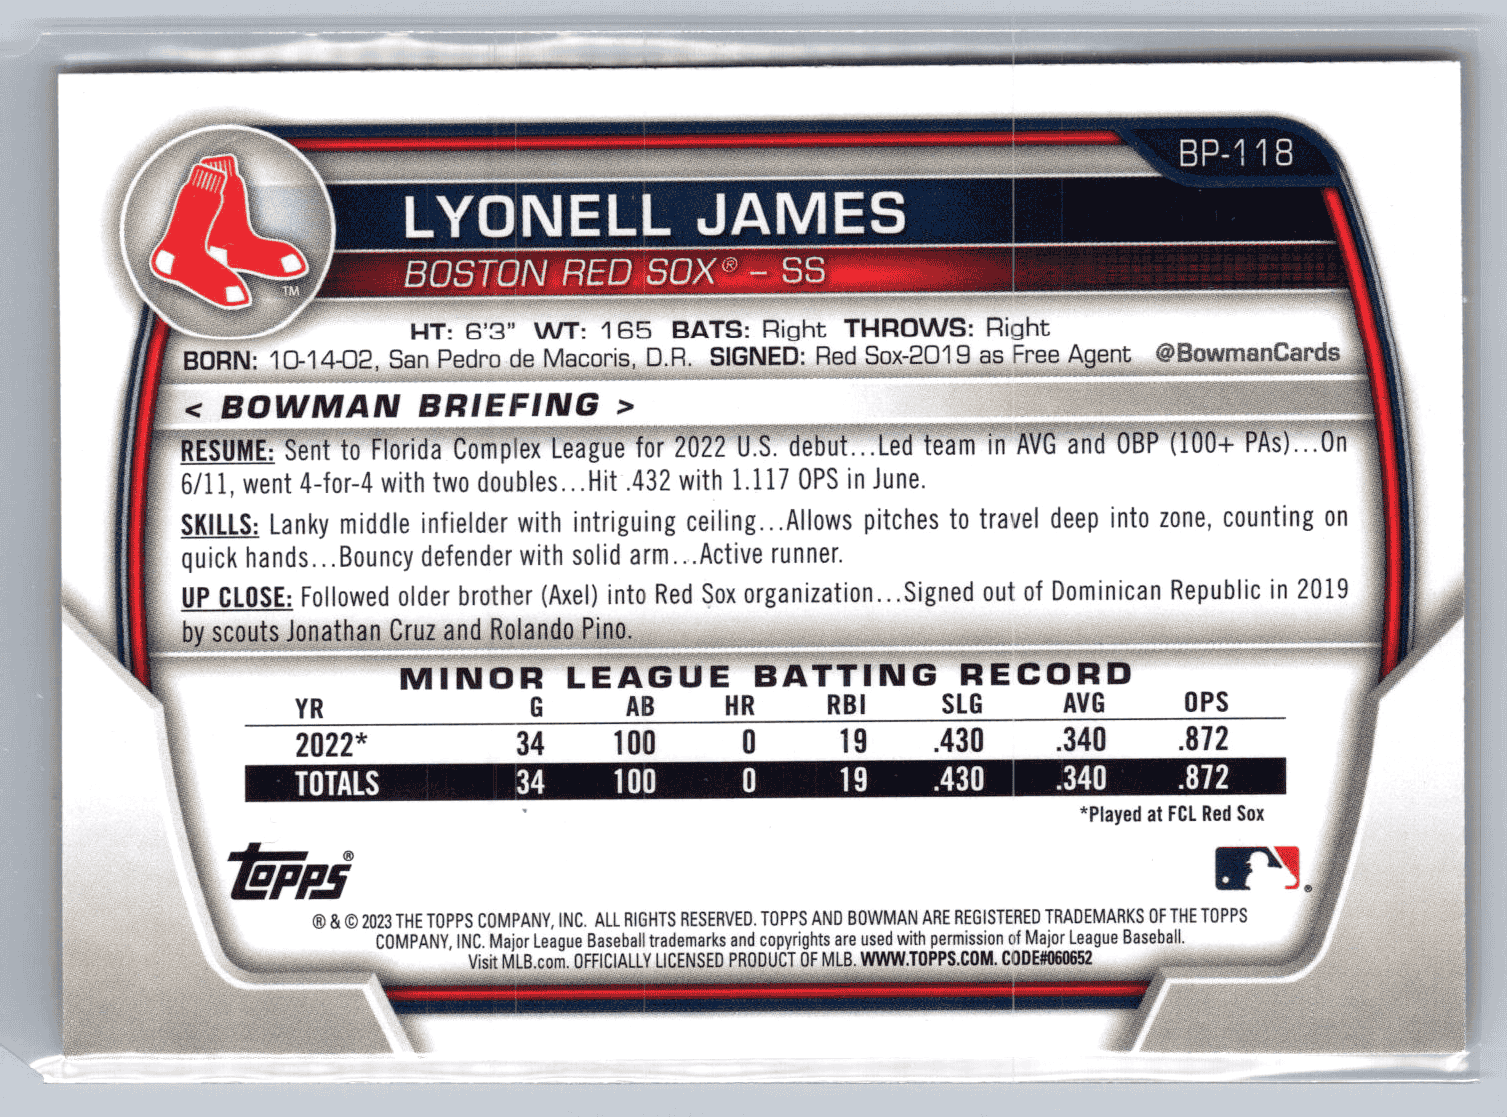 BP-118
LYONELL JAMES
BOSTON RED SOX® – SS
TM
HT: 6'3" WT: 165 BATS: Right THROWS: Right
BORN: 10-14-02, San Pedro de Macoris, D.R. SIGNED: Red Sox-2019 as Free Agent @BowmanCards
< BOWMAN BRIEFING >
RESUME: Sent to Florida Complex League for 2022 U.S. debut...Led team in AVG and OBP (100+ PAs)...On
6/11, went 4-for-4 with two doubles...Hit .432 with 1.117 OPS in June.
SKILLS: Lanky middle infielder with intriguing ceiling...Allows pitches to travel deep into zone, counting on
quick hands...Bouncy defender with solid arm...Active runner.
UP CLOSE: Followed older brother (Axel) into Red Sox organization...Signed out of Dominican Republic in 2019
by scouts Jonathan Cruz and Rolando Pino.
MINOR LEAGUE BATTING RECORD
YR G AB HR RBI SLG AVG OPS
2022* 34 100 0 19 .430 .340 .872
TOTALS 34 100 0 19 .430 .340 .872
*Played at FCL Red Sox
TOPPS®
® & © 2023 THE TOPPS COMPANY, INC. ALL RIGHTS RESERVED. TOPPS AND BOWMAN ARE REGISTERED TRADEMARKS OF THE TOPPS
COMPANY, INC. Major League Baseball trademarks and copyrights are used with permission of Major League Baseball.
Visit MLB.com. OFFICIALLY LICENSED PRODUCT OF MLB. WWW.TOPPS.COM. CODE#060652